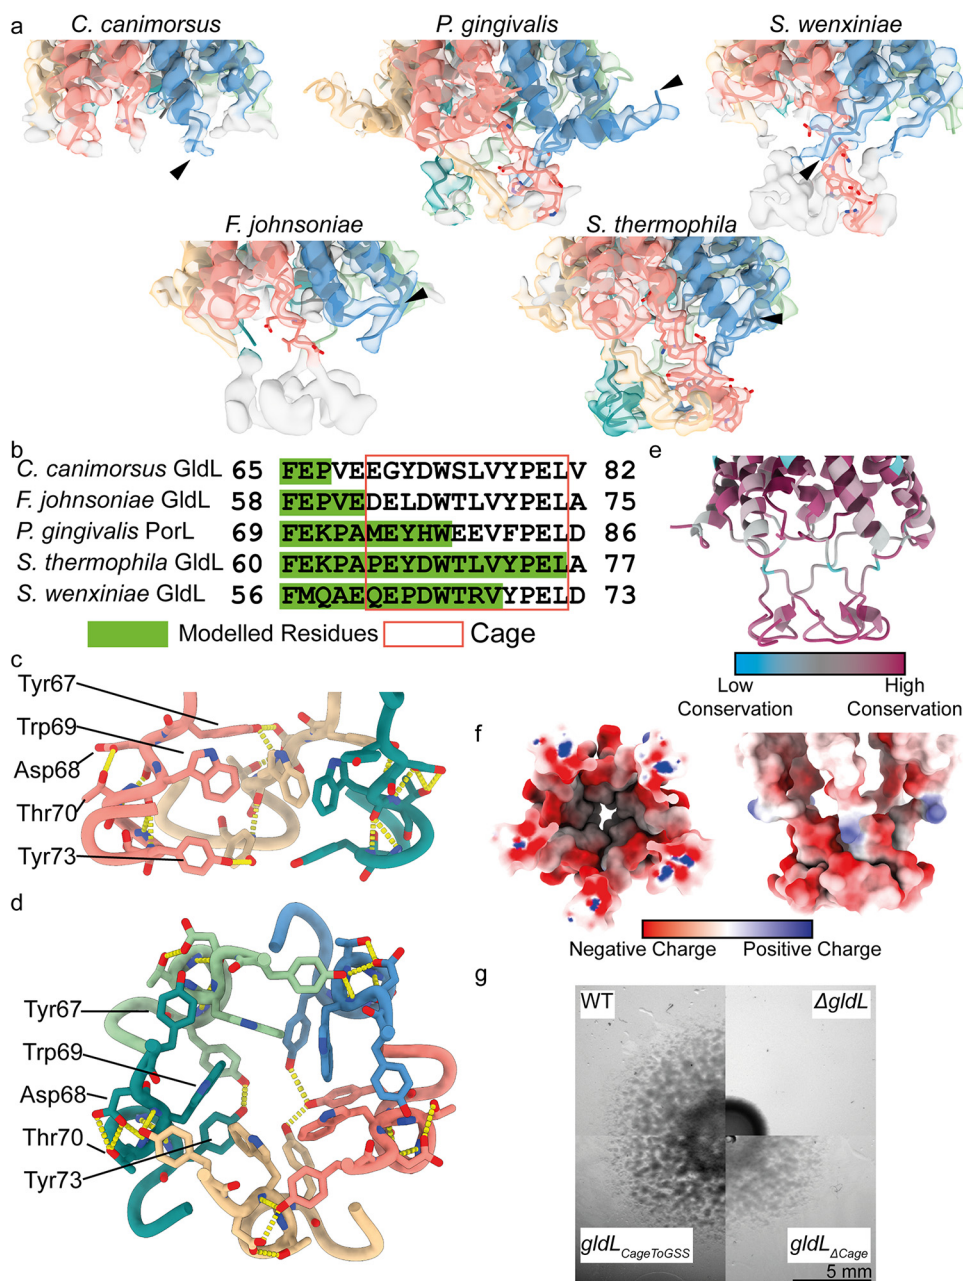 a
C. canimorsus
P. gingivalis
S. wenxiniae
F. johnsoniae
S. thermophila
b
C. canimorsus GldL 65 FEPVEEGYDWSLVYPELV 82
F. johnsoniae GldL 58 FEPVEDELDWTLVYPELA 75
P. gingivalis PorL 69 FEKPAMEYHWEEVFPELD 86
S. thermophila GldL 60 FEKPAPEYDWTLVYPELA 77
S. wenxiniae GldL 56 FMQAEQEPDWTRVYPELD 73
Modelled Residues
Cage
e
Low Conservation
High Conservation
c
Tyr67
Trp69
Asp68
Thr70
Tyr73
f
Negative Charge
Positive Charge
d
Tyr67
Trp69
Asp68
Thr70
Tyr73
g
WT
ΔgldL
gldLCageToGSS
gldLΔCage
5 mm